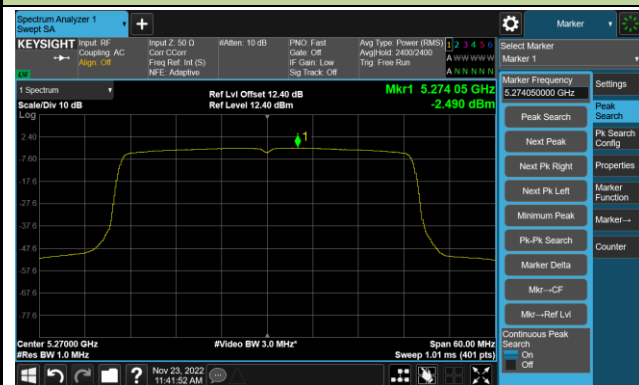 Spectrum Analyzer 1
Swept SA
+
Marker
KEYSIGHT
Input: RF
Coupling: AC
Align: Off
Input Z: 50 Ω
Corr CCorr
Freq Ref: Int (S)
NFE: Adaptive
#Atten: 10 dB
PNO: Fast
Gate: Off
IF Gain: Low
Sig Track: Off
Avg Type: Power (RMS)
Avg|Hold: 2400/2400
Trig: Free Run
1 2 3 4 5 6
A W W W W W
A N N N N N
Select Marker
Marker 1
1 Spectrum
Scale/Div 10 dB
Log
Ref Lvl Offset 12.40 dB
Ref Level 12.40 dBm
Mkr1 5.274 05 GHz
-2.490 dBm
1
2.40
-7.60
-17.6
-27.6
-37.6
-47.6
-57.6
-67.6
-77.6
Center 5.27000 GHz
#Res BW 1.0 MHz
#Video BW 3.0 MHz*
Span 60.00 MHz
Sweep 1.01 ms (401 pts)
Marker Frequency
5.274050000 GHz
Peak Search
Next Peak
Next Pk Right
Next Pk Left
Minimum Peak
Pk-Pk Search
Marker Delta
Mkr→CF
Mkr→Ref Lvl
Continuous Peak
Search
On
Off
Settings
Peak
Search
Pk Search
Config
Properties
Marker
Function
Marker→
Counter
?
Nov 23, 2022
11:41:52 AM